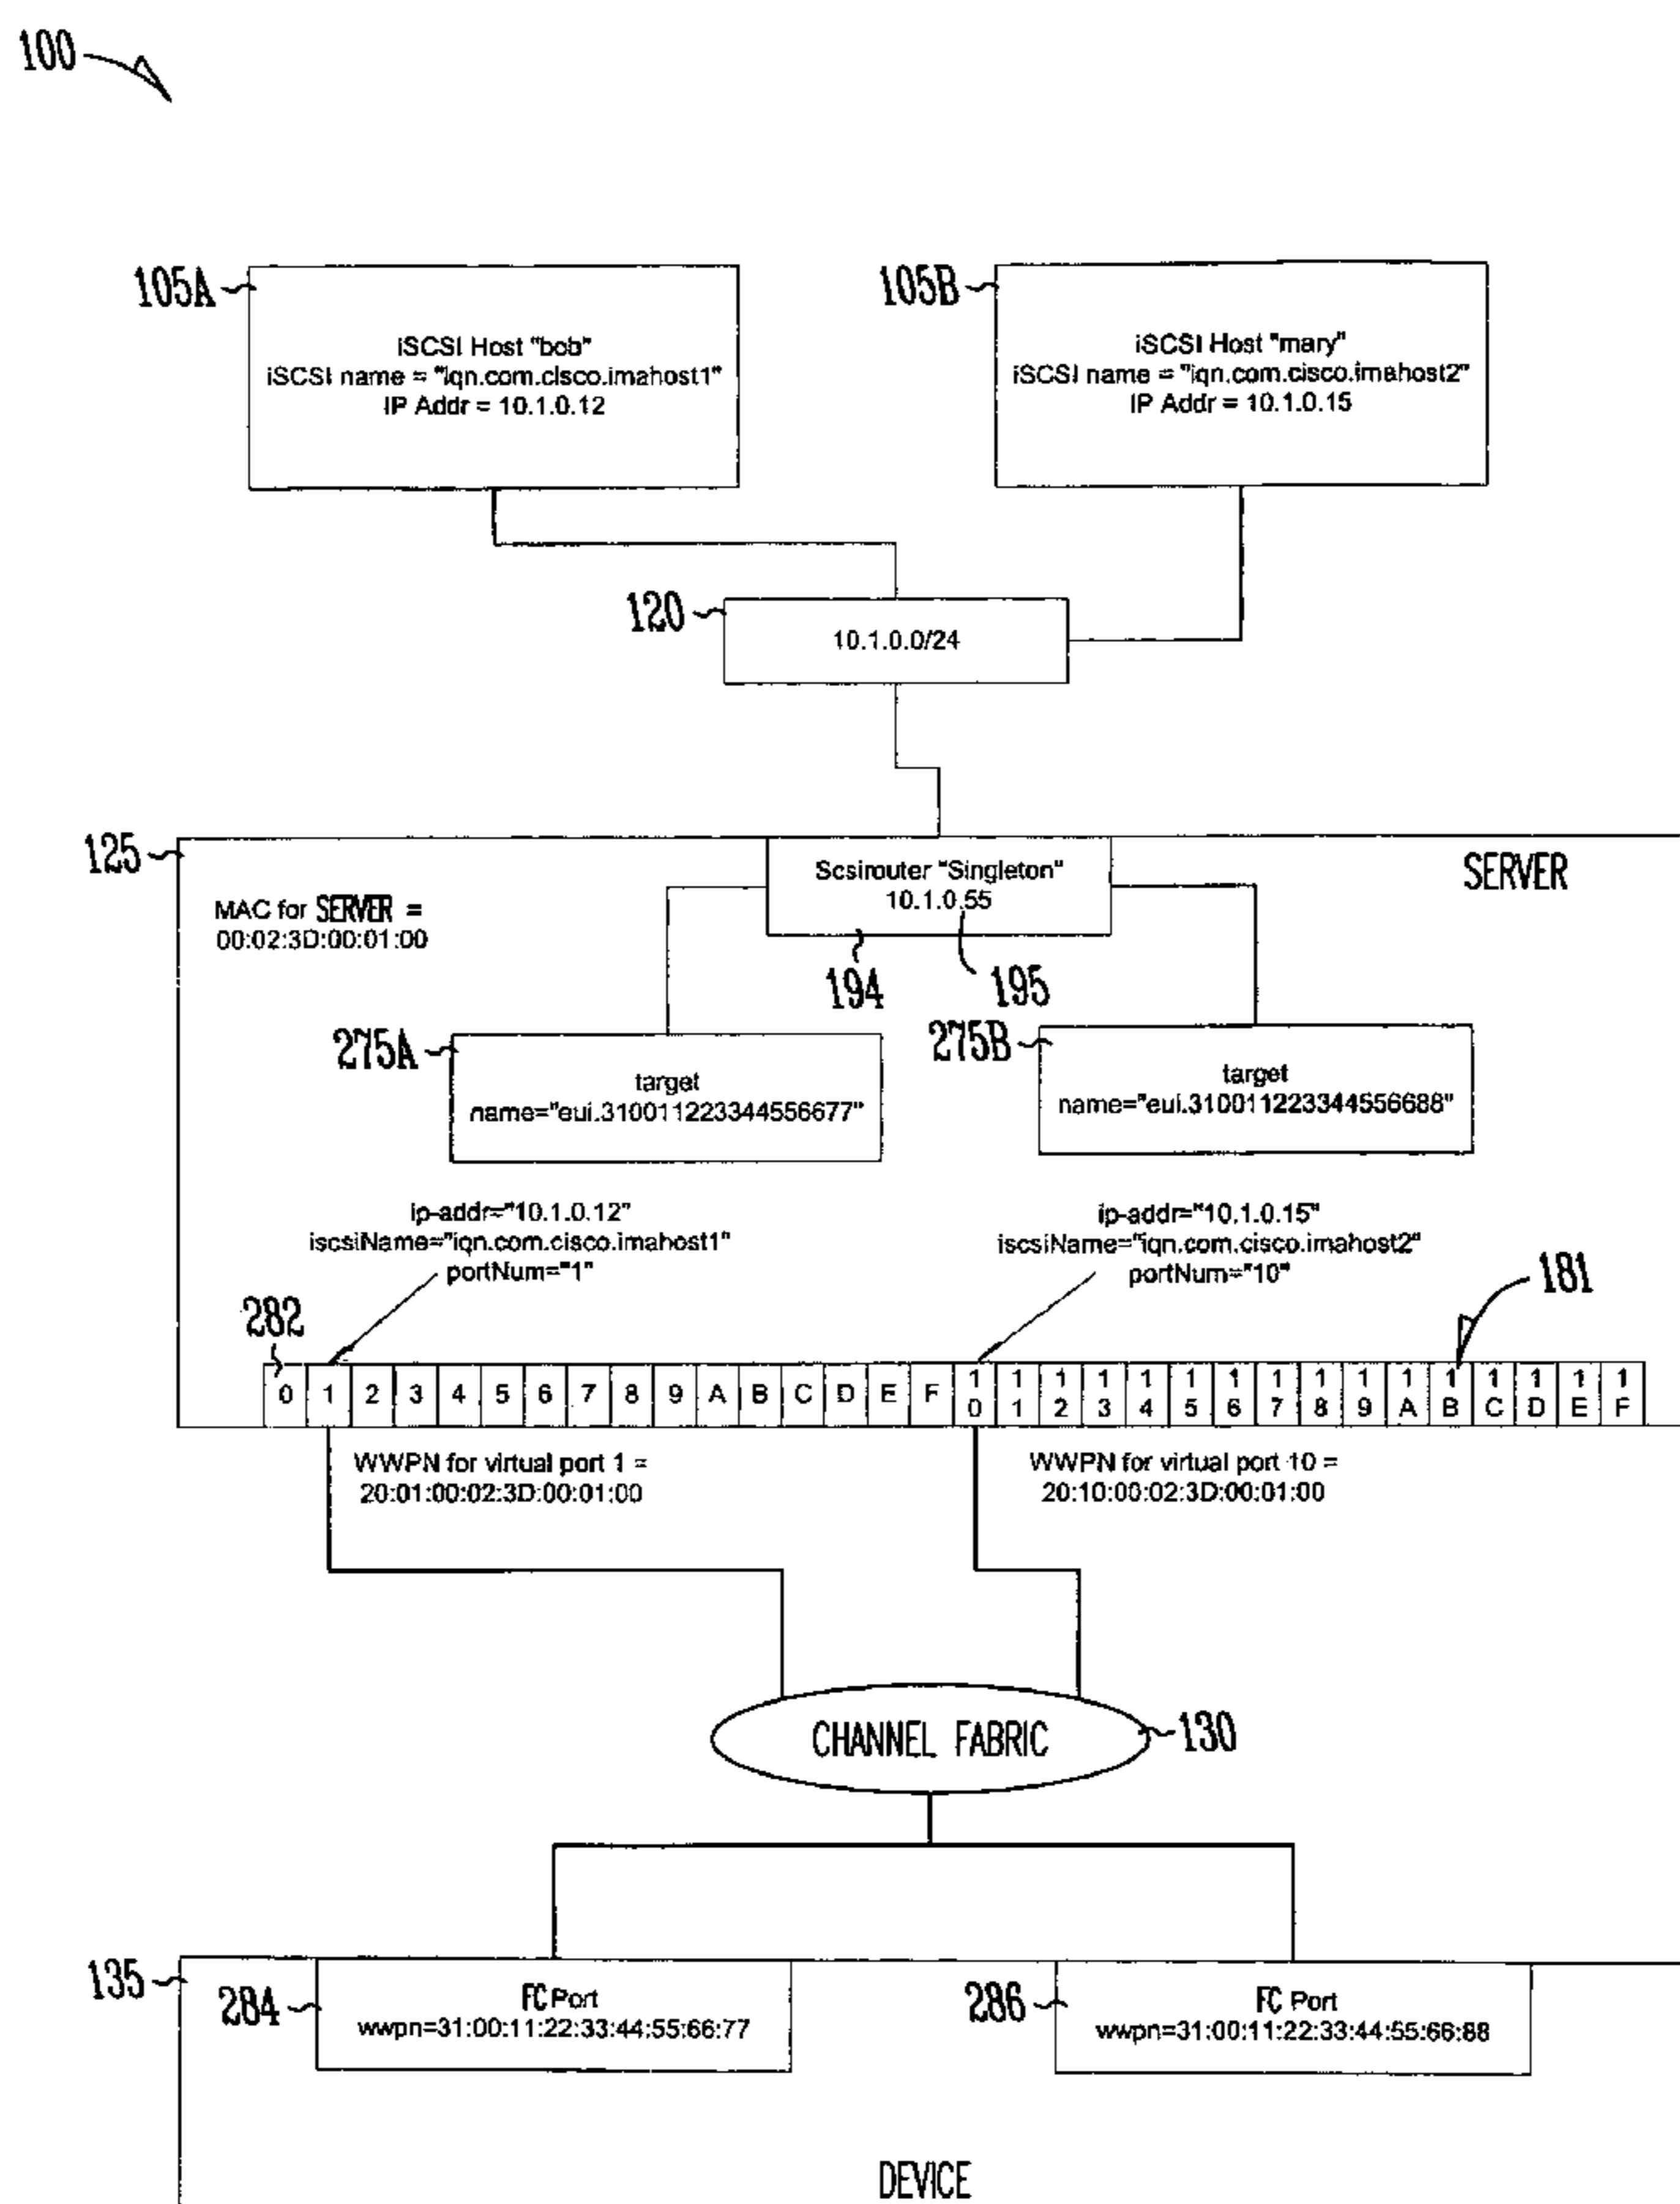 100
105A
iSCSI Host "bob"
iSCSI name = "iqn.com.cisco.imahost1"
IP Addr = 10.1.0.12
105B
iSCSI Host "mary"
iSCSI name = "iqn.com.cisco.imahost2"
IP Addr = 10.1.0.15
120
10.1.0.0/24
125
SERVER
MAC for SERVER =
00:02:3D:00:01:00
Scsirouter "Singleton"
10.1.0.55
194
195
275A
target
name="eui.310011223344556677"
275B
target
name="eui.310011223344556688"
ip-addr="10.1.0.12"
iscsiName="iqn.com.cisco.imahost1"
portNum="1"
ip-addr="10.1.0.15"
iscsiName="iqn.com.cisco.imahost2"
portNum="10"
181
282
0 1 2 3 4 5 6 7 8 9 A B C D E F 10 11 12 13 14 15 16 17 18 19 1A 1B 1C 1D 1E 1F
WWPN for virtual port 1 =
20:01:00:02:3D:00:01:00
WWPN for virtual port 10 =
20:10:00:02:3D:00:01:00
CHANNEL FABRIC
130
135
284
FC Port
wwpn=31:00:11:22:33:44:55:66:77
286
FC Port
wwpn=31:00:11:22:33:44:55:66:88
DEVICE